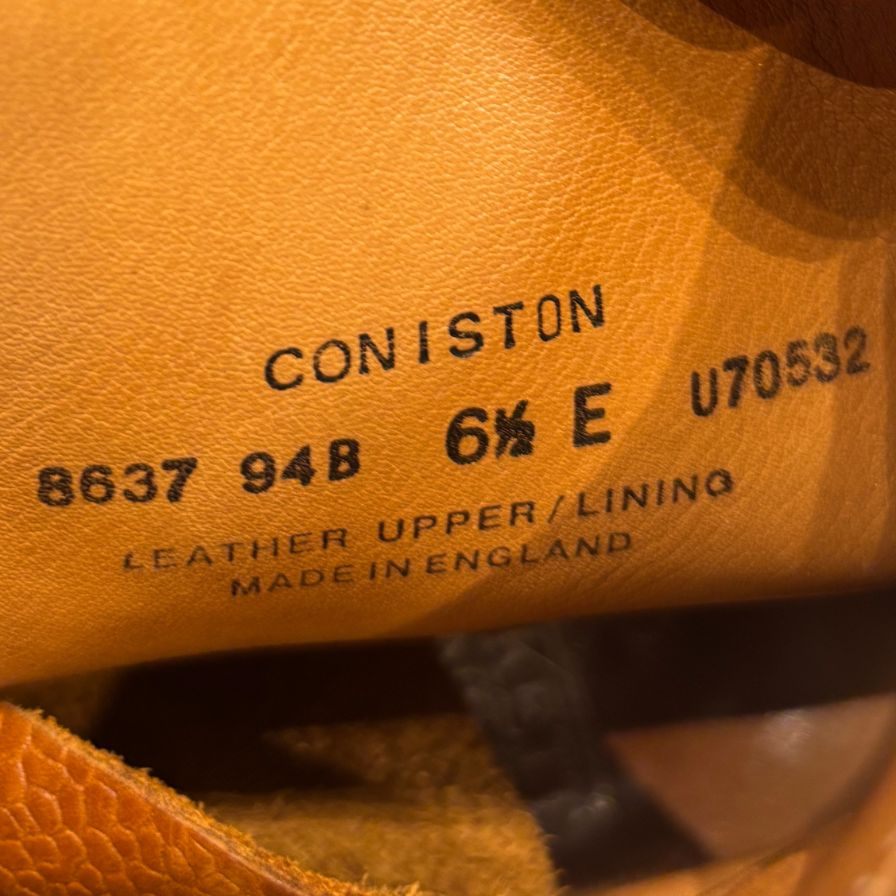 CONISTON
8637 94B 6½ E U70532
LEATHER UPPER/LINING
MADE IN ENGLAND